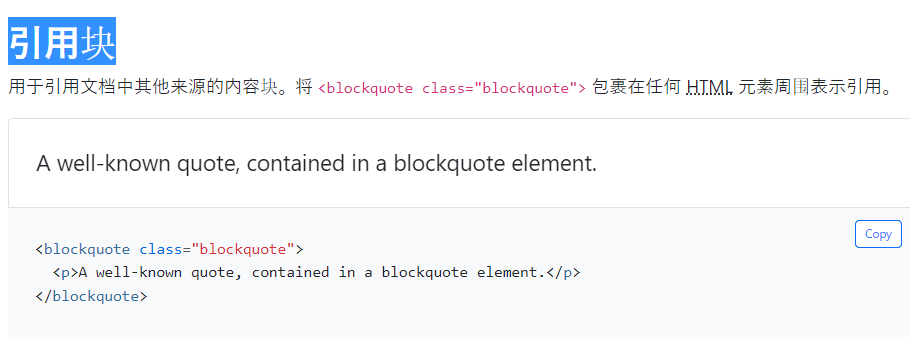 引用块
用于引用文档中其他来源的内容块。将 <blockquote class="blockquote"> 包裹在任何 HTML 元素周围表示引用。
A well-known quote, contained in a blockquote element.
Copy
<blockquote class="blockquote">
  <p>A well-known quote, contained in a blockquote element.</p>
</blockquote>